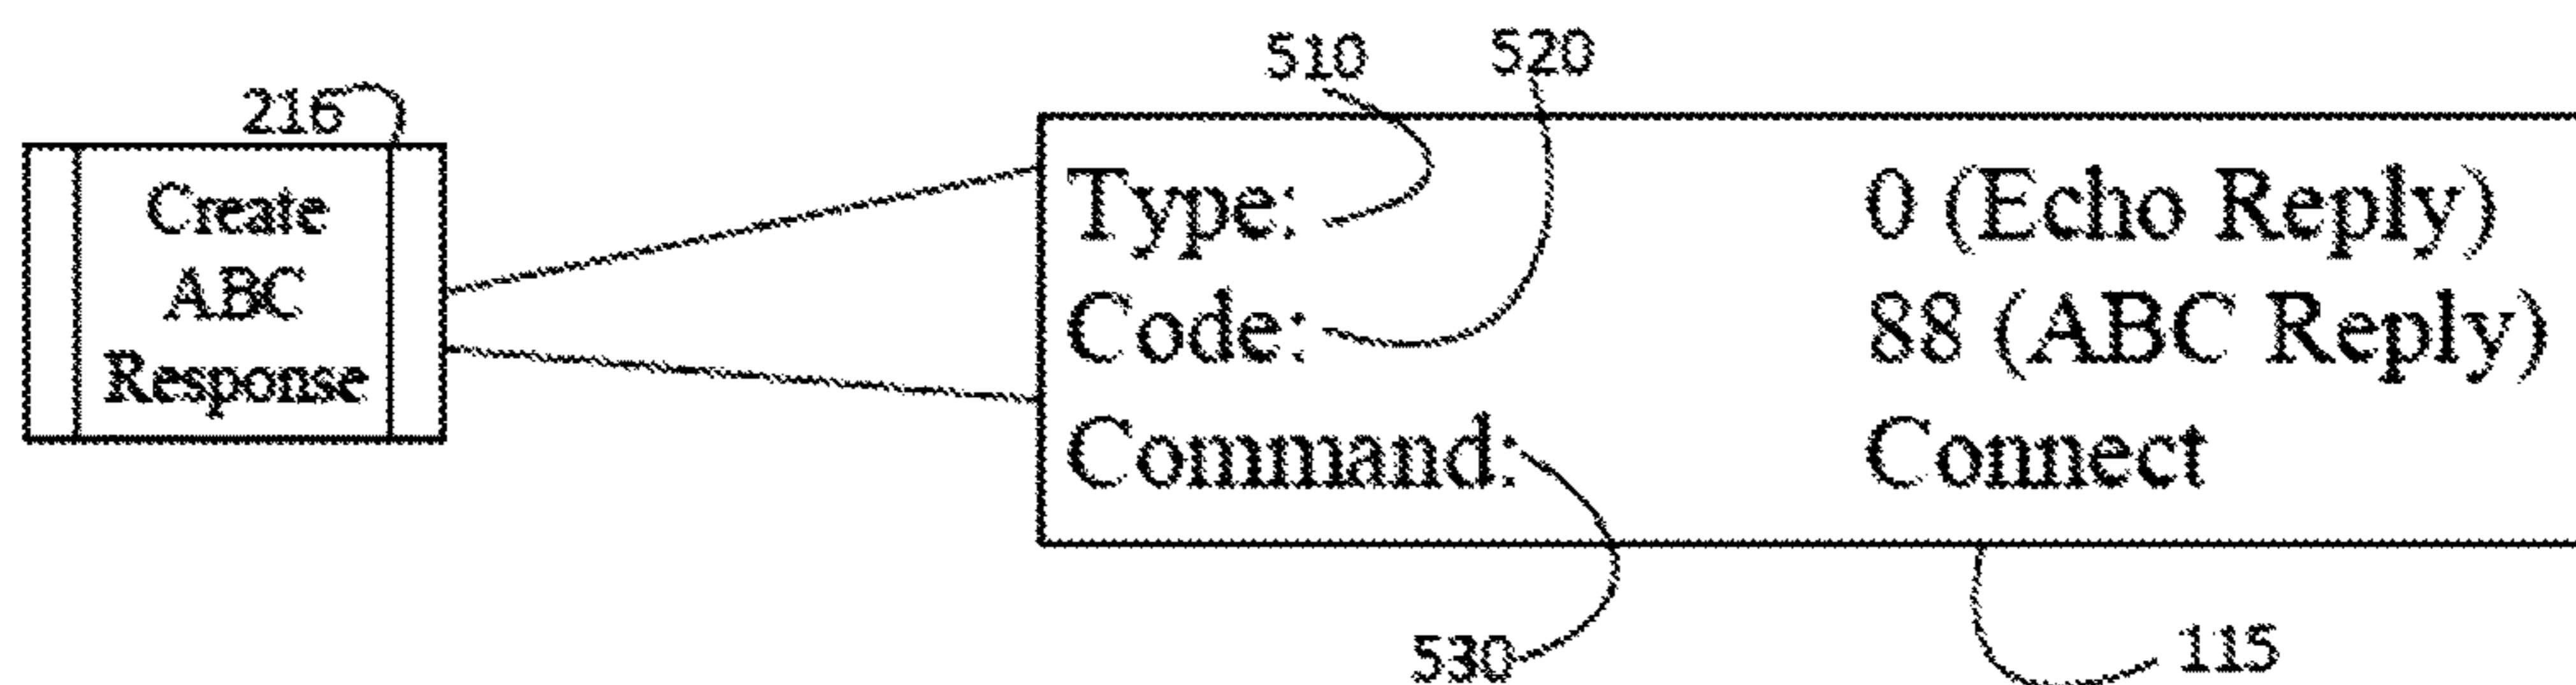 510 520
216
Create
ABC
Response
Type: 0 (Echo Reply)
Code: 88 (ABC Reply)
Command: Connect
530 115